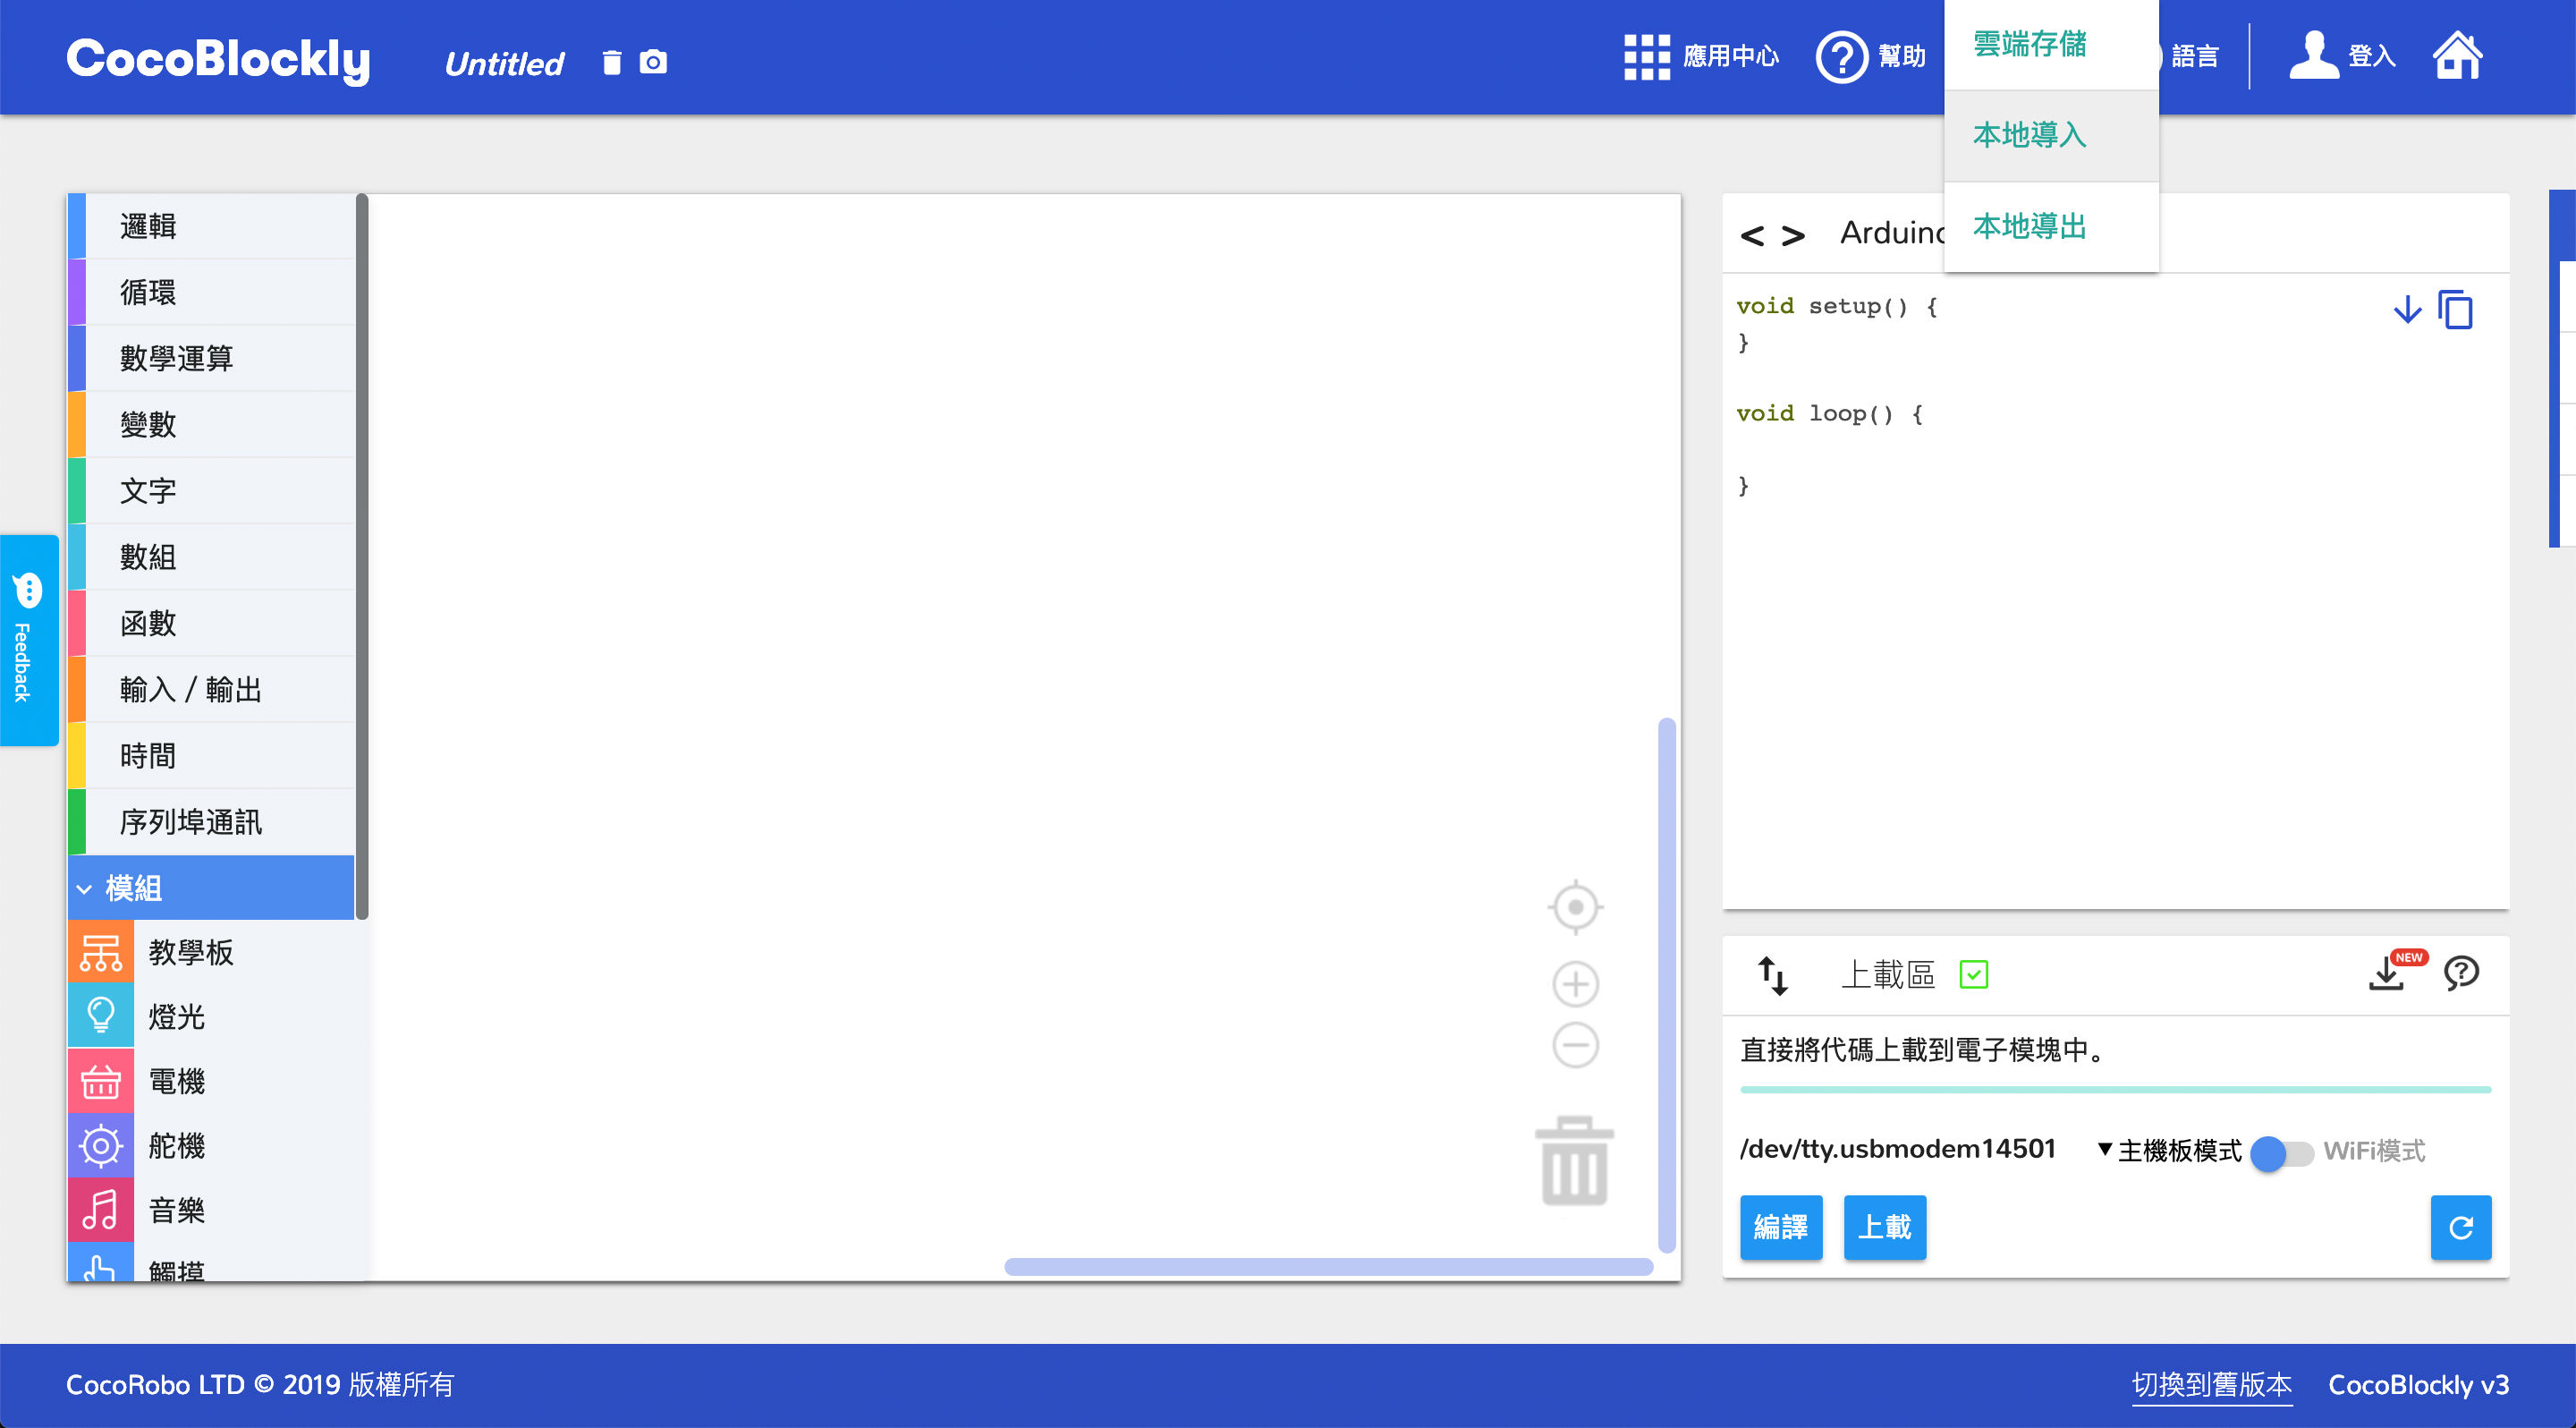 CocoBlockly
Untitled
應用中心
幫助
雲端存儲
本地導入
本地導出
語言
登入
邏輯
循環
數學運算
變數
文字
數組
函數
輸入 / 輸出
時間
序列埠通訊
模組
教學板
燈光
電機
舵機
音樂
觸摸
Feedback
< >
void setup() {
}
void loop() {
}
上載區
NEW
直接將代碼上載到電子模塊中。
/dev/tty.usbmodem14501 ▼ 主機板模式 WiFi模式
編譯 上載
CocoRobo LTD © 2019 版權所有
切換到舊版本 CocoBlockly v3